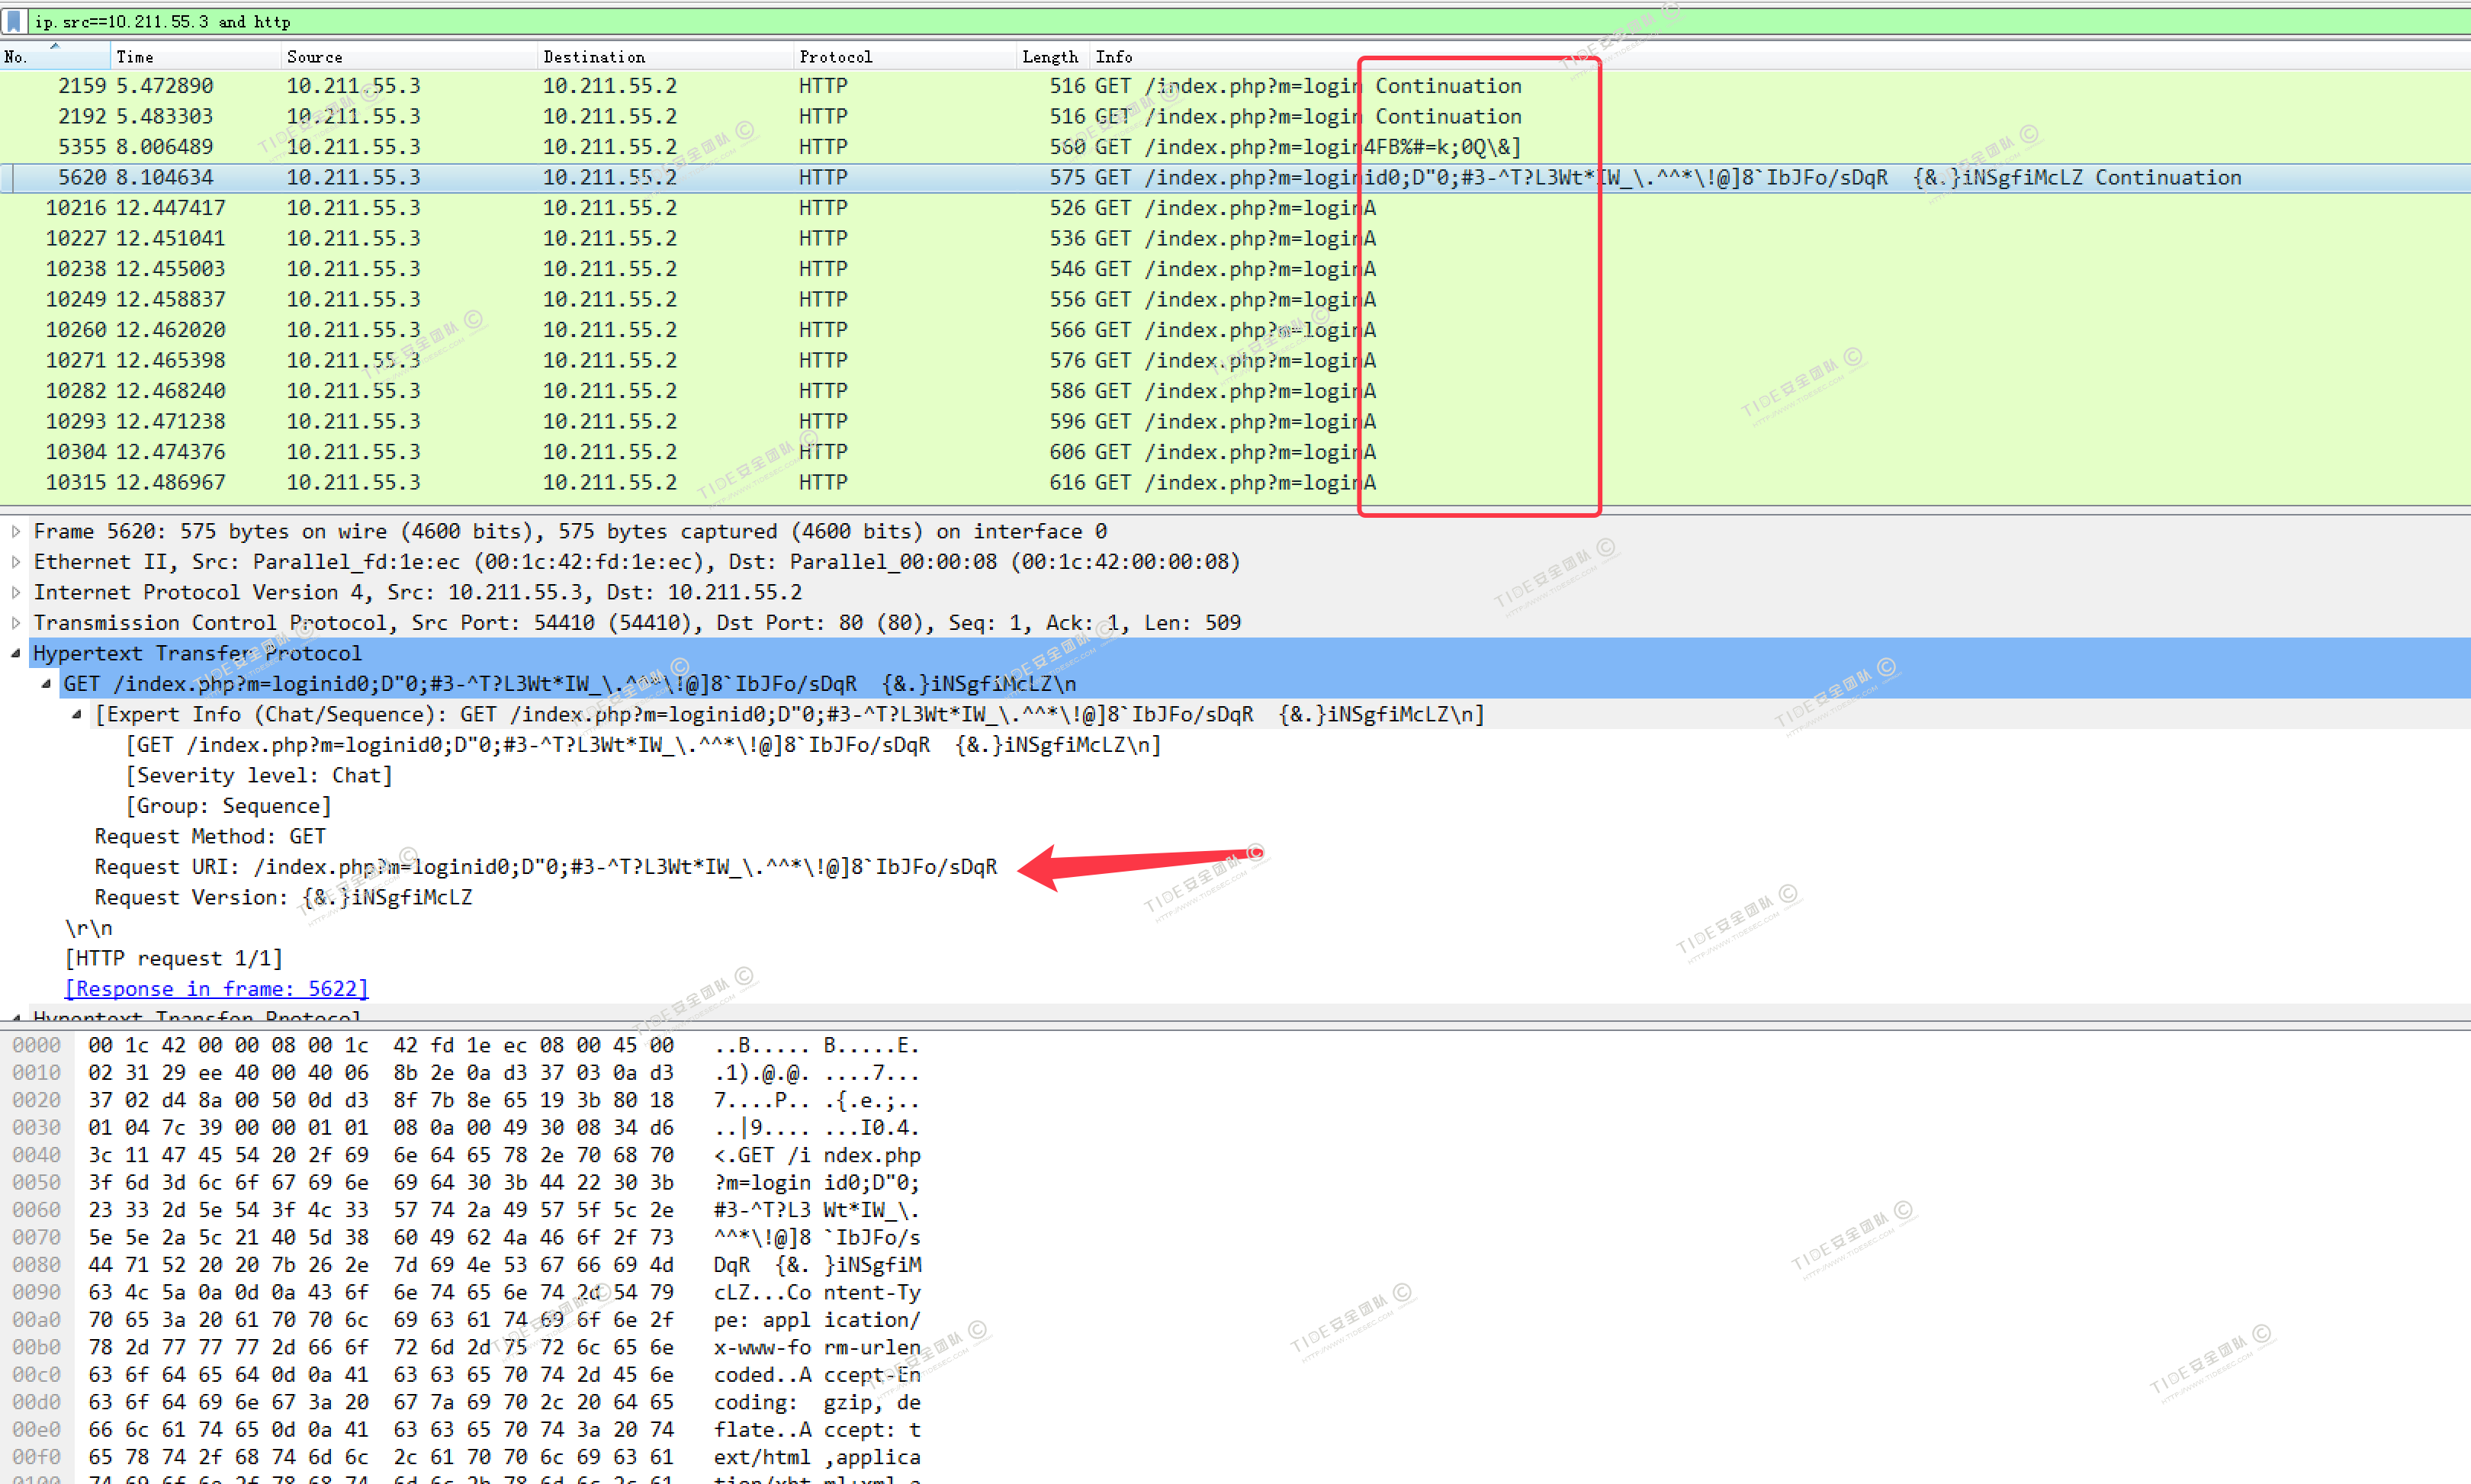 ip.src==10.211.55.3 and http
No. Time Source Destination Protocol Length Info
2159 5.472890 10.211.55.3 10.211.55.2 HTTP 516 GET /index.php?m=login Continuation
2192 5.483303 10.211.55.3 10.211.55.2 HTTP 516 GET /index.php?m=login Continuation
5355 8.006489 10.211.55.3 10.211.55.2 HTTP 560 GET /index.php?m=login4FB%#=k;0Q\&]
5620 8.104634 10.211.55.3 10.211.55.2 HTTP 575 GET /index.php?m=loginid0;D"0;#3-^T?L3Wt*IW_\.^^*\!@]8`IbJFo/sDqR  {&.}iNSgfiMcLZ Continuation
10216 12.447417 10.211.55.3 10.211.55.2 HTTP 526 GET /index.php?m=loginA
10227 12.451041 10.211.55.3 10.211.55.2 HTTP 536 GET /index.php?m=loginA
10238 12.455003 10.211.55.3 10.211.55.2 HTTP 546 GET /index.php?m=loginA
10249 12.458837 10.211.55.3 10.211.55.2 HTTP 556 GET /index.php?m=loginA
10260 12.462020 10.211.55.3 10.211.55.2 HTTP 566 GET /index.php?m=loginA
10271 12.465398 10.211.55.3 10.211.55.2 HTTP 576 GET /index.php?m=loginA
10282 12.468240 10.211.55.3 10.211.55.2 HTTP 586 GET /index.php?m=loginA
10293 12.471238 10.211.55.3 10.211.55.2 HTTP 596 GET /index.php?m=loginA
10304 12.474376 10.211.55.3 10.211.55.2 HTTP 606 GET /index.php?m=loginA
10315 12.486967 10.211.55.3 10.211.55.2 HTTP 616 GET /index.php?m=loginA
Frame 5620: 575 bytes on wire (4600 bits), 575 bytes captured (4600 bits) on interface 0
Ethernet II, Src: Parallel_fd:1e:ec (00:1c:42:fd:1e:ec), Dst: Parallel_00:00:08 (00:1c:42:00:00:08)
Internet Protocol Version 4, Src: 10.211.55.3, Dst: 10.211.55.2
Transmission Control Protocol, Src Port: 54410 (54410), Dst Port: 80 (80), Seq: 1, Ack: 1, Len: 509
Hypertext Transfer Protocol
GET /index.php?m=loginid0;D"0;#3-^T?L3Wt*IW_\.^^*\!@]8`IbJFo/sDqR  {&.}iNSgfiMcLZ\n
[Expert Info (Chat/Sequence): GET /index.php?m=loginid0;D"0;#3-^T?L3Wt*IW_\.^^*\!@]8`IbJFo/sDqR  {&.}iNSgfiMcLZ\n]
[GET /index.php?m=loginid0;D"0;#3-^T?L3Wt*IW_\.^^*\!@]8`IbJFo/sDqR  {&.}iNSgfiMcLZ\n]
[Severity level: Chat]
[Group: Sequence]
Request Method: GET
Request URI: /index.php?m=loginid0;D"0;#3-^T?L3Wt*IW_\.^^*\!@]8`IbJFo/sDqR
Request Version: {&.}iNSgfiMcLZ
\r\n
[HTTP request 1/1]
[Response in frame: 5622]
Hypertext Transfer Protocol
0000 00 1c 42 00 00 08 00 1c 42 fd 1e ec 08 00 45 00 ..B..... B.....E.
0010 02 31 29 ee 40 00 40 06 8b 2e 0a d3 37 03 0a d3 .1).@.@. ....7...
0020 37 02 d4 8a 00 50 0d d3 8f 7b 8e 65 19 3b 80 18 7....P.. .{.e.;..
0030 01 04 7c 39 00 00 01 01 08 0a 00 49 30 08 34 d6 ..|9.... ...I0.4.
0040 3c 11 47 45 54 20 2f 69 6e 64 65 78 2e 70 68 70 <.GET /i ndex.php
0050 3f 6d 3d 6c 6f 67 69 6e 69 64 30 3b 44 22 30 3b ?m=login id0;D"0;
0060 23 33 2d 5e 54 3f 4c 33 57 74 2a 49 57 5f 5c 2e #3-^T?L3 Wt*IW_\.
0070 5e 5e 2a 5c 21 40 5d 38 60 49 62 4a 46 6f 2f 73 ^^*\!@]8 `IbJFo/s
0080 44 71 52 20 20 7b 26 2e 7d 69 4e 53 67 66 69 4d DqR  {&. }iNSgfiM
0090 63 4c 5a 0a 0d 0a 43 6f 6e 74 65 6e 74 2d 54 79 cLZ...Co ntent-Ty
00a0 70 65 3a 20 61 70 70 6c 69 63 61 74 69 6f 6e 2f pe: appl ication/
00b0 78 2d 77 77 77 2d 66 6f 72 6d 2d 75 72 6c 65 6e x-www-fo rm-urlen
00c0 63 6f 64 65 64 0d 0a 41 63 63 65 70 74 2d 45 6e coded..A ccept-En
00d0 63 6f 64 69 6e 67 3a 20 67 7a 69 70 2c 20 64 65 coding: gzip, de
00e0 66 6c 61 74 65 0d 0a 41 63 63 65 70 74 3a 20 74 flate..A ccept: t
00f0 65 78 74 2f 68 74 6d 6c 2c 61 70 70 6c 69 63 61 ext/html ,applica
TIDE安全团队 ©
HTTP://WWW.TIDESEC.COM